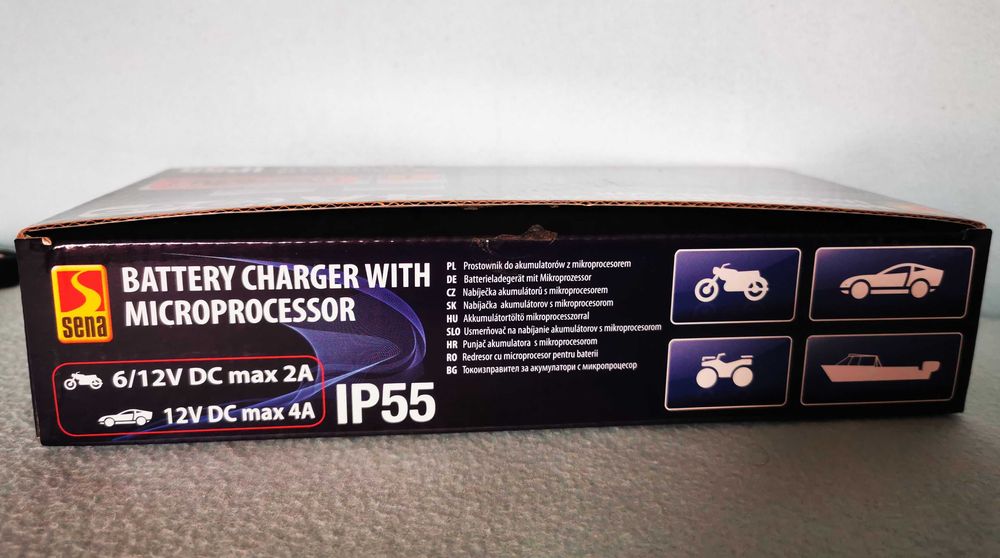 sena
BATTERY CHARGER WITH
MICROPROCESSOR
6/12V DC max 2A
12V DC max 4A
IP55
PL Prostownik do akumulatorów z mikroprocesorem
DE Batterieladegerät mit Mikroprozessor
CZ Nabíječka akumulátorů s mikroprocesorem
SK Nabíjačka akumulátorov s mikroprocesorom
HU Akkumulátortöltö mikroprocesszorral
SLO Usmerňovač na nabíjanie akumulátorov s mikroprocesorom
HR Punjač akumulatora s mikroprocesorom
RO Redresor cu microprocesor pentru baterii
BG Токоизправител за акумулатори с микропроцесор